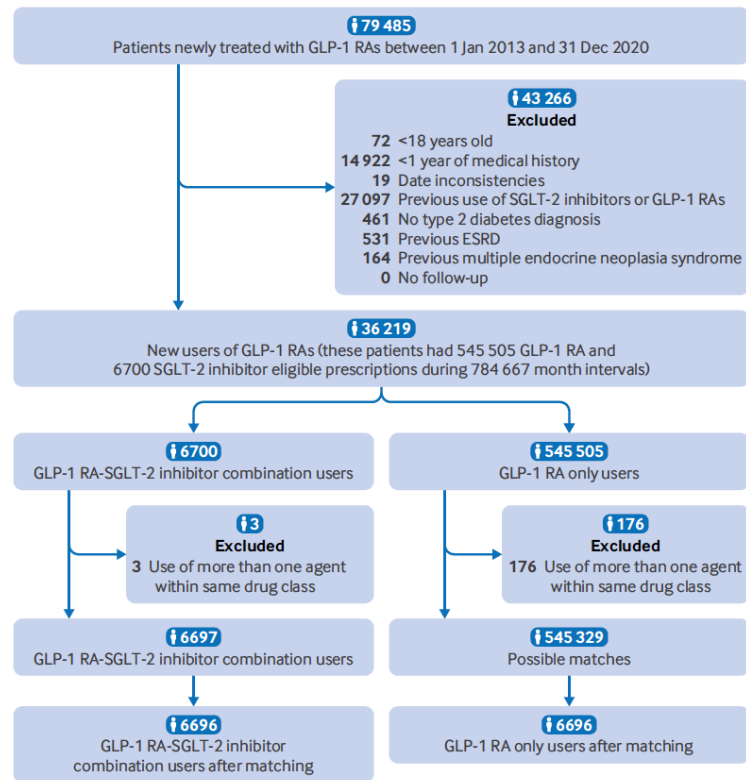 79 485
Patients newly treated with GLP-1 RAs between 1 Jan 2013 and 31 Dec 2020
43 266
Excluded
72 <18 years old
14 922 <1 year of medical history
19 Date inconsistencies
27 097 Previous use of SGLT-2 inhibitors or GLP-1 RAs
461 No type 2 diabetes diagnosis
531 Previous ESRD
164 Previous multiple endocrine neoplasia syndrome
0 No follow-up
36 219
New users of GLP-1 RAs (these patients had 545 505 GLP-1 RA and
6700 SGLT-2 inhibitor eligible prescriptions during 784 667 month intervals)
6700
GLP-1 RA-SGLT-2 inhibitor combination users
545 505
GLP-1 RA only users
3
Excluded
3 Use of more than one agent
within same drug class
176
Excluded
176 Use of more than one agent
within same drug class
6697
GLP-1 RA-SGLT-2 inhibitor combination users
545 329
Possible matches
6696
GLP-1 RA-SGLT-2 inhibitor
combination users after matching
6696
GLP-1 RA only users after matching